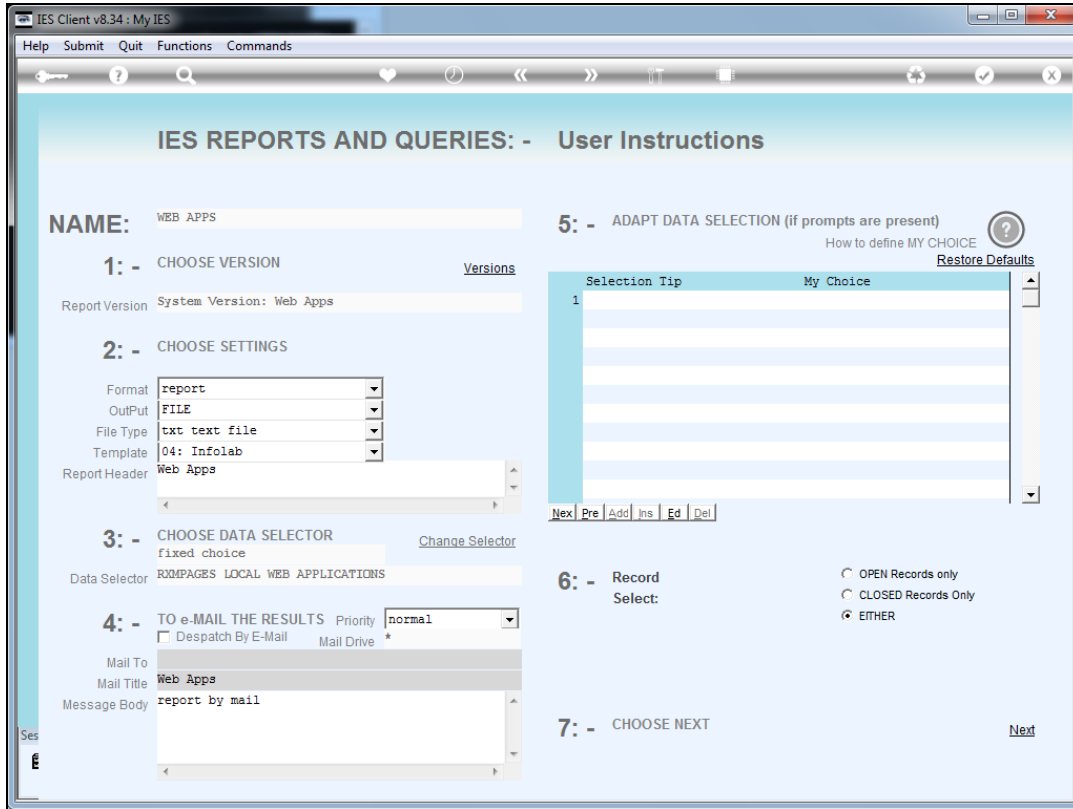 IES Client v8.34 : My IES
Help Submit Quit Functions Commands
IES REPORTS AND QUERIES: - User Instructions
NAME: WEB APPS
1: - CHOOSE VERSION Versions
Report Version System Version: Web Apps
2: - CHOOSE SETTINGS
Format report
OutPut FILE
File Type txt text file
Template 04: Infolab
Report Header Web Apps
3: - CHOOSE DATA SELECTOR Change Selector
fixed choice
Data Selector RXMPAGES LOCAL WEB APPLICATIONS
4: - TO e-MAIL THE RESULTS Priority normal
Despatch By E-Mail Mail Drive *
Mail To
Mail Title Web Apps
Message Body report by mail
5: - ADAPT DATA SELECTION (if prompts are present)
How to define MY CHOICE
Restore Defaults
Selection Tip My Choice
1
Nex Pre Add Ins Ed Del
6: - Record Select:
OPEN Records only
CLOSED Records Only
EITHER
7: - CHOOSE NEXT Next
Ses